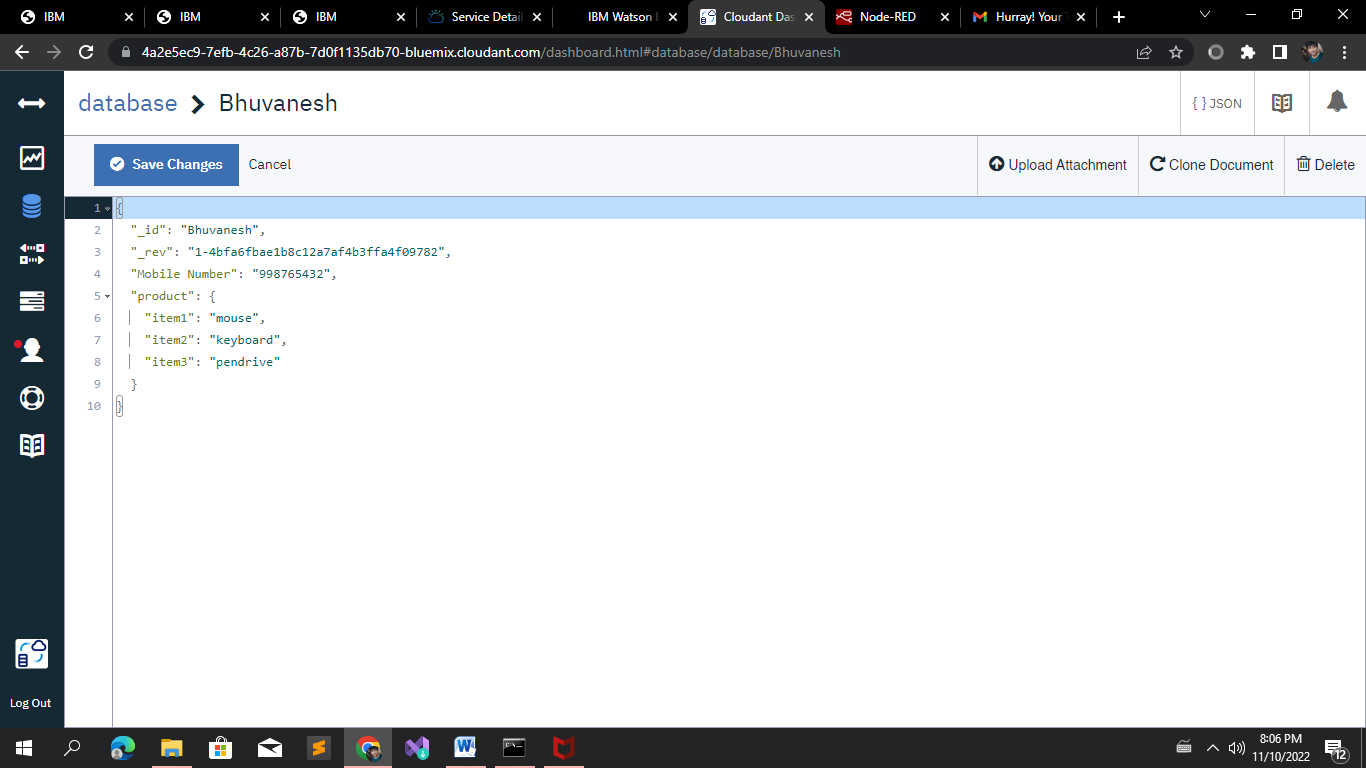 IBM
IBM
IBM
Service Detail
IBM Watson I
Cloudant Das
Node-RED
Hurray! Your T
4a2e5ec9-7efb-4c26-a87b-7d0f1135db70-bluemix.cloudant.com/dashboard.html#database/database/Bhuvanesh
database > Bhuvanesh
{ } JSON
Save Changes
Cancel
Upload Attachment
Clone Document
Delete
1 {
2 "_id": "Bhuvanesh",
3 "_rev": "1-4bfa6fbae1b8c12a7af4b3ffa4f09782",
4 "Mobile Number": "998765432",
5 "product": {
6 "item1": "mouse",
7 "item2": "keyboard",
8 "item3": "pendrive"
9 }
10 }
Log Out
8:06 PM
11/10/2022
12